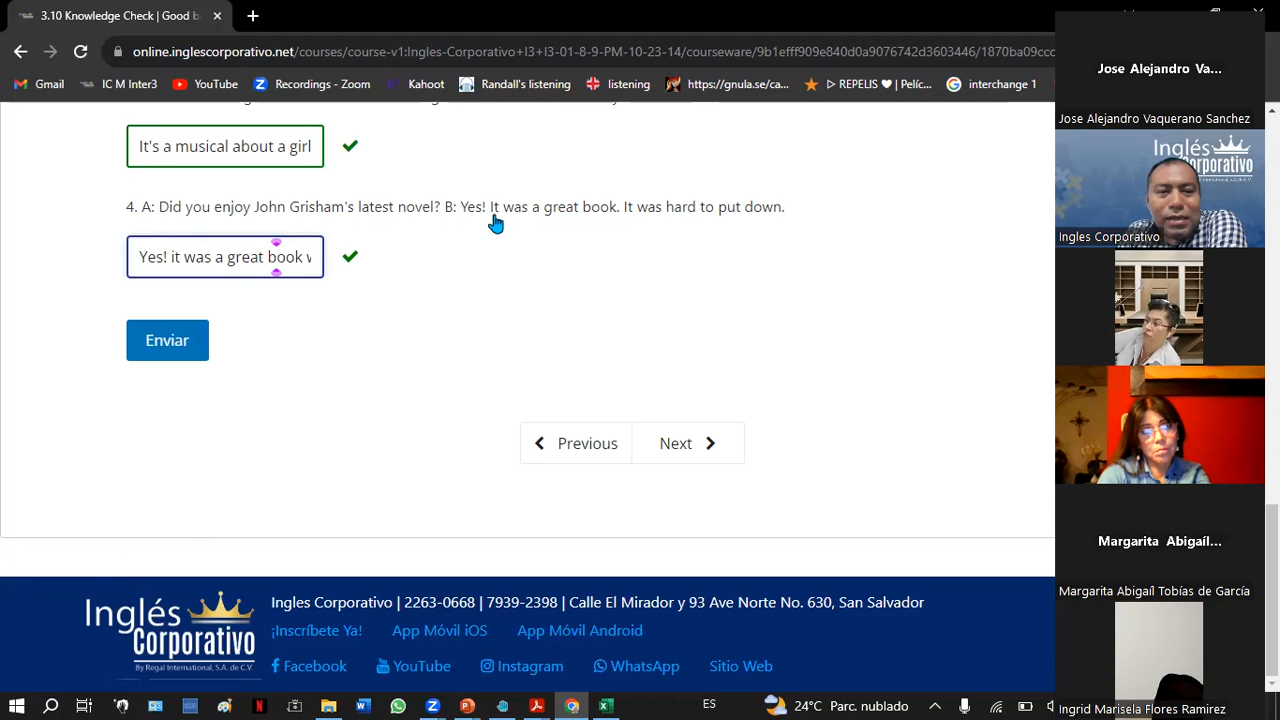 3.10 Knowledge Check | Good b
online.inglescorporativo.net/courses/course-v1:Ingles-Corporativo+I3+I3-01-8-9-PM-10-23-14/courseware/9b1efff909e840d0a9076742d3603446/1870ba09cc
Gmail IC M Inter3 YouTube Recordings - Zoom Kahoot Randall's listening listening https://gnula.se/ca... ▷ REPELIS ♥ | Pelíc... interchange 1
It's a musical about a girl
4. A: Did you enjoy John Grisham's latest novel? B: Yes! It was a great book. It was hard to put down.
Yes! it was a great book w
Enviar
Previous Next
Inglés Corporativo
By Regal International, S.A. de C.V.
Ingles Corporativo | 2263-0668 | 7939-2398 | Calle El Mirador y 93 Ave Norte No. 630, San Salvador
¡Inscríbete Ya! App Móvil iOS App Móvil Android
Facebook YouTube Instagram WhatsApp Sitio Web
ES 24°C Parc. nublado
Jose Alejandro Va...
Jose Alejandro Vaquerano Sanchez
Inglés Corporativo
Ingles Corporativo
Margarita Abigaíl...
Margarita Abigaíl Tobías de García
Ingrid Marisela Flores Ramirez